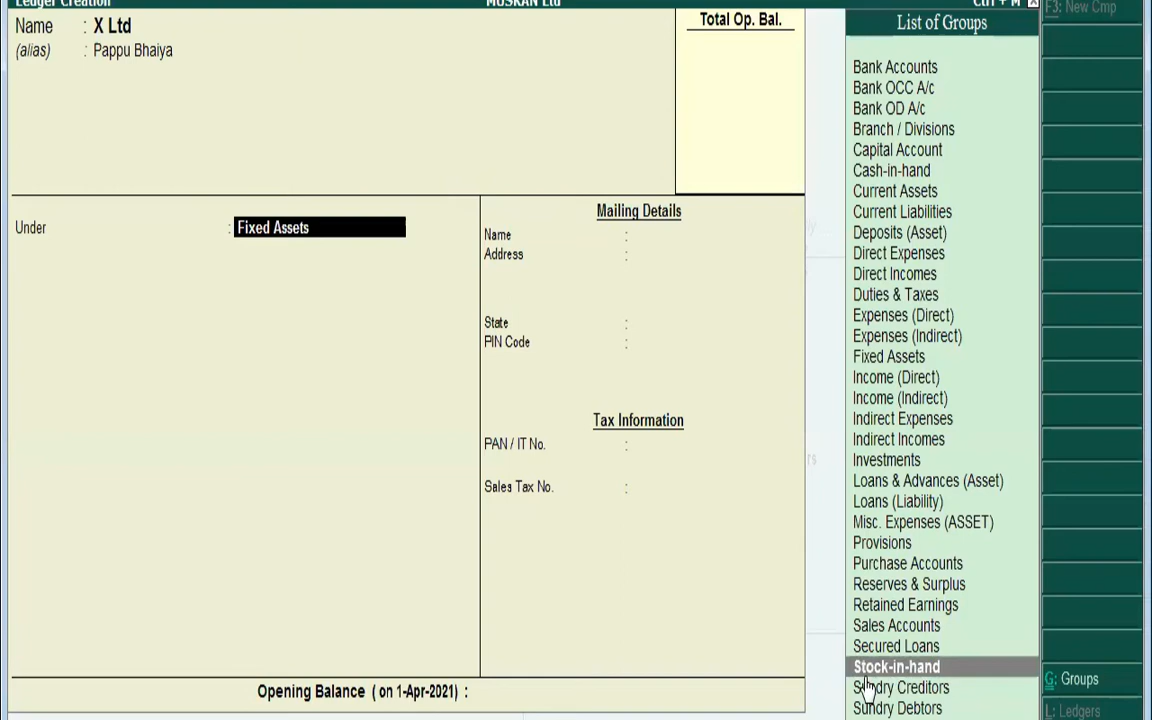 Ledger Creation
MUSKAN Ltd
Ctrl + M
F3: New Cmp
Name : X Ltd
(alias) : Pappu Bhaiya
Total Op. Bal.
List of Groups
Bank Accounts
Bank OCC A/c
Bank OD A/c
Branch / Divisions
Capital Account
Cash-in-hand
Current Assets
Current Liabilities
Deposits (Asset)
Direct Expenses
Direct Incomes
Duties & Taxes
Expenses (Direct)
Expenses (Indirect)
Fixed Assets
Income (Direct)
Income (Indirect)
Indirect Expenses
Indirect Incomes
Investments
Loans & Advances (Asset)
Loans (Liability)
Misc. Expenses (ASSET)
Provisions
Purchase Accounts
Reserves & Surplus
Retained Earnings
Sales Accounts
Secured Loans
Stock-in-hand
Sundry Creditors
Sundry Debtors
Under : Fixed Assets
Mailing Details
Name :
Address :
State :
PIN Code :
Tax Information
PAN / IT No. :
Sales Tax No. :
Opening Balance ( on 1-Apr-2021) :
G: Groups
L: Ledgers